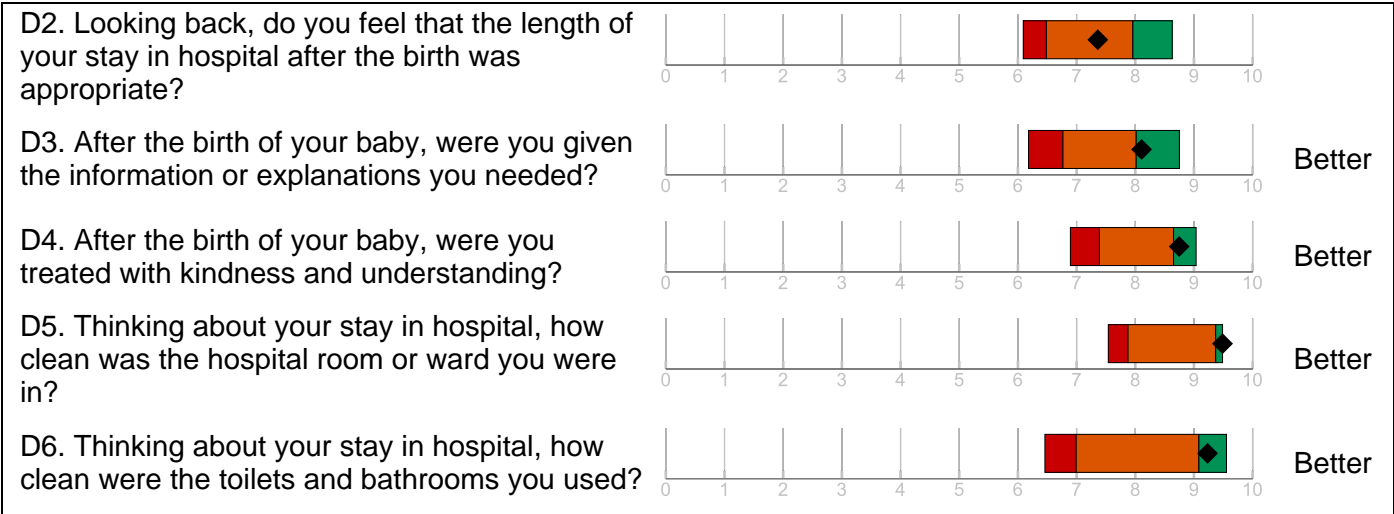 D2. Looking back, do you feel that the length of
your stay in hospital after the birth was
appropriate?
0 1 2 3 4 5 6 7 8 9 10
D3. After the birth of your baby, were you given
the information or explanations you needed?
0 1 2 3 4 5 6 7 8 9 10
Better
D4. After the birth of your baby, were you
treated with kindness and understanding?
0 1 2 3 4 5 6 7 8 9 10
Better
D5. Thinking about your stay in hospital, how
clean was the hospital room or ward you were
in?
0 1 2 3 4 5 6 7 8 9 10
Better
D6. Thinking about your stay in hospital, how
clean were the toilets and bathrooms you used?
0 1 2 3 4 5 6 7 8 9 10
Better